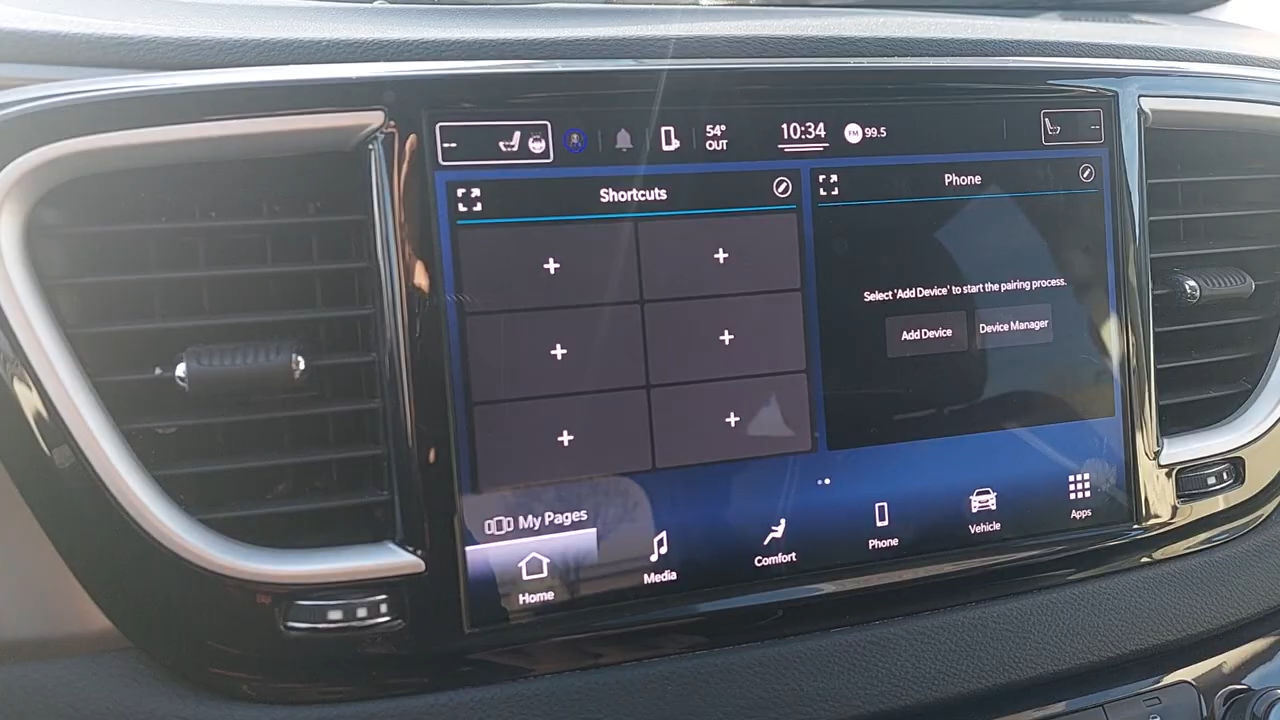 54°
OUT
10:34
FM 99.5
Shortcuts
Phone
Select 'Add Device' to start the pairing process.
Add Device
Device Manager
My Pages
Home
Media
Comfort
Phone
Vehicle
Apps